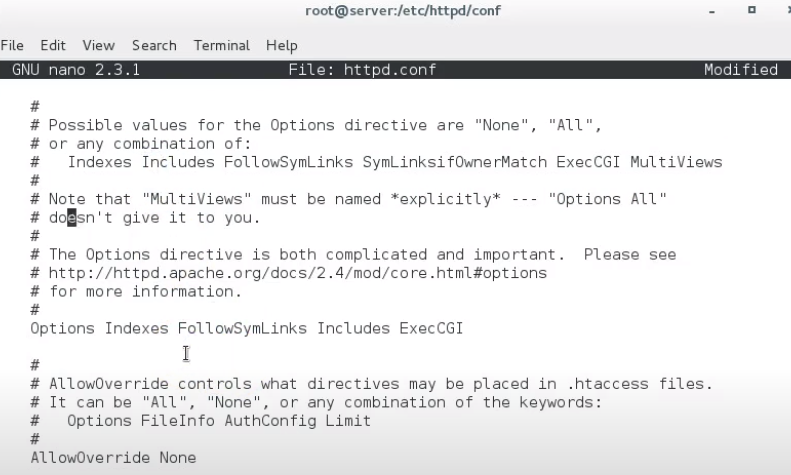 root@server:/etc/httpd/conf
File Edit View Search Terminal Help
GNU nano 2.3.1 File: httpd.conf Modified
#
# Possible values for the Options directive are "None", "All",
# or any combination of:
#   Indexes Includes FollowSymLinks SymLinksifOwnerMatch ExecCGI MultiViews
#
# Note that "MultiViews" must be named *explicitly* --- "Options All"
# doesn't give it to you.
#
# The Options directive is both complicated and important.  Please see
# http://httpd.apache.org/docs/2.4/mod/core.html#options
# for more information.
#
Options Indexes FollowSymLinks Includes ExecCGI
#
# AllowOverride controls what directives may be placed in .htaccess files.
# It can be "All", "None", or any combination of the keywords:
#   Options FileInfo AuthConfig Limit
#
AllowOverride None